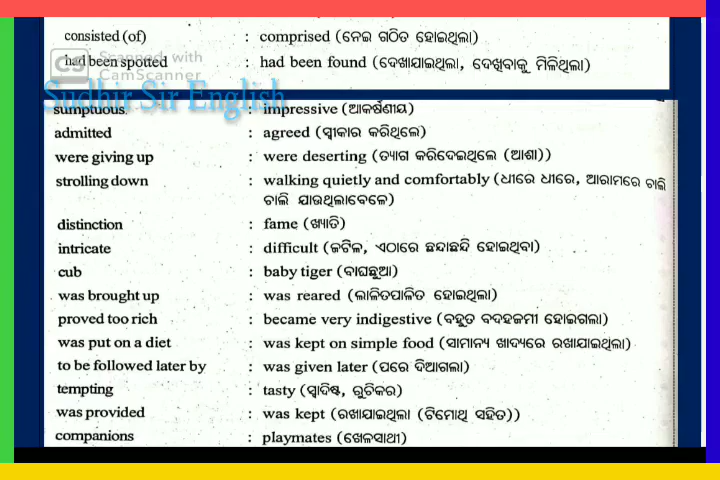 consisted (of) : comprised (ନେଇ ଗଠିତ ହୋଇଥିଲା)
had been spotted : had been found (ଦେଖାଯାଇଥିଲା, ଦେଖିବାକୁ ମିଳିଥିଲା)
CS Scanned with
CamScanner
Sudhir Sir English
sumptuous : impressive (ଆକର୍ଷଣୀୟ)
admitted : agreed (ସ୍ୱୀକାର କରିଥିଲେ)
were giving up : were deserting (ତ୍ୟାଗ କରିଦେଇଥିଲେ (ଆଶା))
strolling down : walking quietly and comfortably (ଧୀରେ ଧୀରେ, ଆରାମରେ ଚାଲି
ଚାଲି ଯାଉଥିଲାବେଳେ)
distinction : fame (ଖ୍ୟାତି)
intricate : difficult (ଜଟିଳ, ଏଠାରେ ଛନ୍ଦାଛନ୍ଦି ହୋଇଥିବା)
cub : baby tiger (ବାଘଛୁଆ)
was brought up : was reared (ଲାଳିତପାଳିତ ହୋଇଥିଲା)
proved too rich : became very indigestive (ବହୁତ ବଦହଜମୀ ହୋଇଗଲା)
was put on a diet : was kept on simple food (ସାମାନ୍ୟ ଖାଦ୍ୟରେ ରଖାଯାଇଥିଲା)
to be followed later by : was given later (ପରେ ଦିଆଗଲା)
tempting : tasty (ସ୍ୱାଦିଷ୍ଟ, ରୁଚିକର)
was provided : was kept (ରଖାଯାଇଥିଲା (ଟିମୋଥି ସହିତ))
companions : playmates (ଖେଳସାଥୀ)